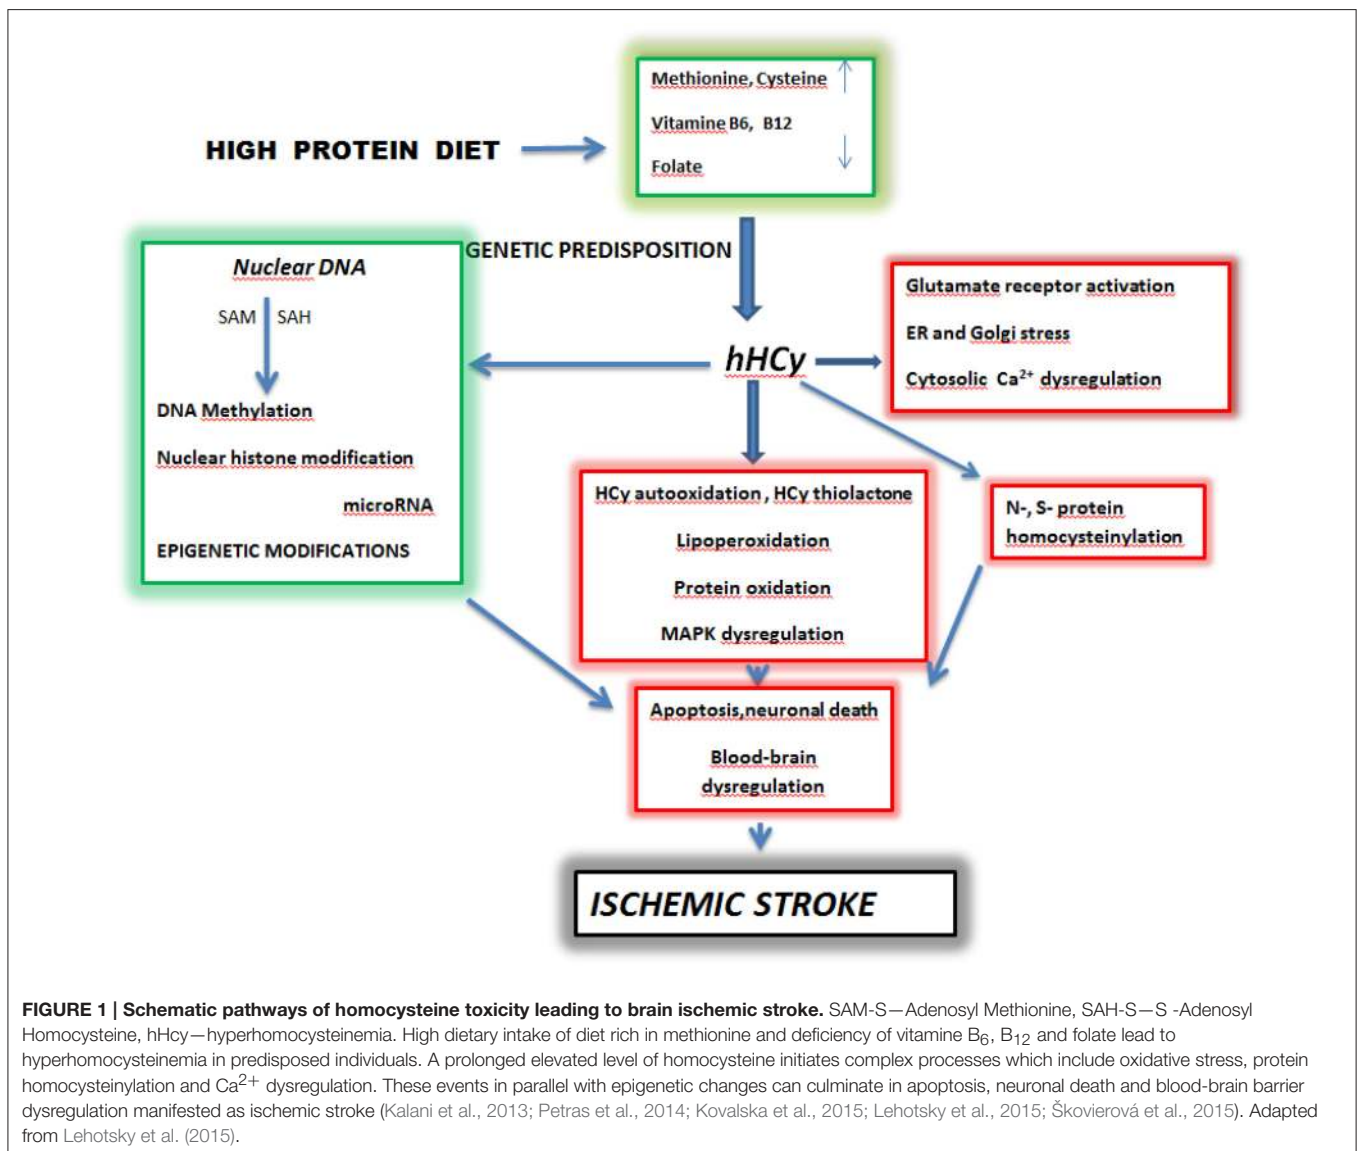 Methionine, Cysteine
Vitamine B6, B12
Folate
HIGH PROTEIN DIET
GENETIC PREDISPOSITION
Nuclear DNA
SAM SAH
DNA Methylation
Nuclear histone modification
microRNA
EPIGENETIC MODIFICATIONS
hHCy
Glutamate receptor activation
ER and Golgi stress
Cytosolic Ca²⁺ dysregulation
HCy autooxidation , HCy thiolactone
Lipoperoxidation
Protein oxidation
MAPK dysregulation
N-, S- protein
homocysteinylation
Apoptosis,neuronal death
Blood-brain
dysregulation
ISCHEMIC STROKE
FIGURE 1 | Schematic pathways of homocysteine toxicity leading to brain ischemic stroke. SAM-S—Adenosyl Methionine, SAH-S—S -Adenosyl
Homocysteine, hHcy—hyperhomocysteinemia. High dietary intake of diet rich in methionine and deficiency of vitamine B₆, B₁₂ and folate lead to
hyperhomocysteinemia in predisposed individuals. A prolonged elevated level of homocysteine initiates complex processes which include oxidative stress, protein
homocysteinylation and Ca²⁺ dysregulation. These events in parallel with epigenetic changes can culminate in apoptosis, neuronal death and blood-brain barrier
dysregulation manifested as ischemic stroke (Kalani et al., 2013; Petras et al., 2014; Kovalska et al., 2015; Lehotsky et al., 2015; Škovierová et al., 2015). Adapted
from Lehotsky et al. (2015).